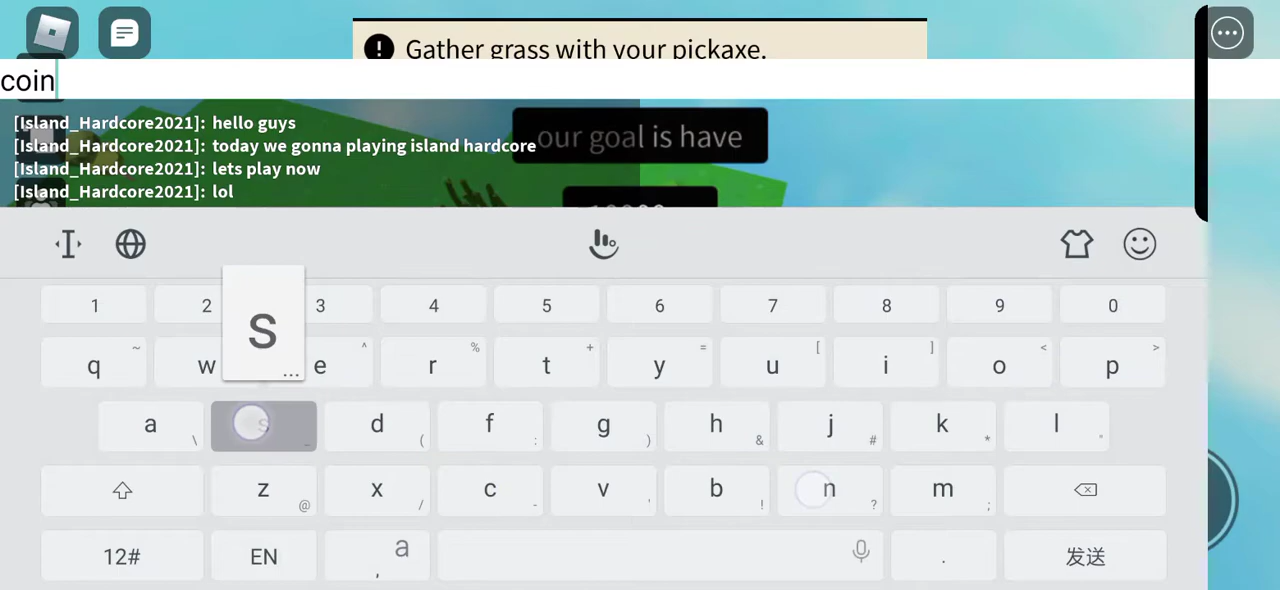 Gather grass with your pickaxe.
coin
[Island_Hardcore2021]: hello guys
[Island_Hardcore2021]: today we gonna playing island hardcore
[Island_Hardcore2021]: lets play now
[Island_Hardcore2021]: lol
our goal is have
s
...
1 2 3 4 5 6 7 8 9 0
q ~ w e ^ r % t + y = u [ i ] o < p >
a \ s _ d ( f : g ) h & j # k * l "
z @ x / c - v ' b ! n ? m ;
12# EN , a . 发送